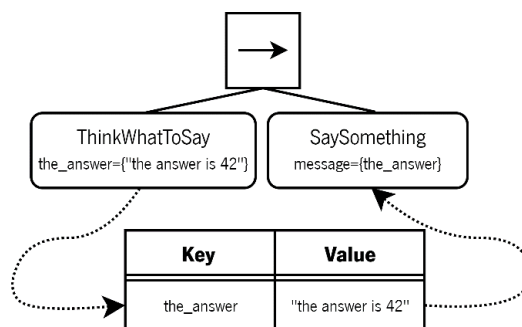 ThinkWhatToSay
the_answer={"the answer is 42"}
SaySomething
message={the_answer}
Key Value
the_answer "the answer is 42"